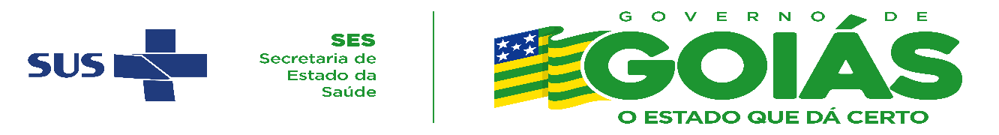 SUS
SES
Secretaria de
Estado da
Saúde
GOVERNO DE
GOIÁS
O ESTADO QUE DÁ CERTO